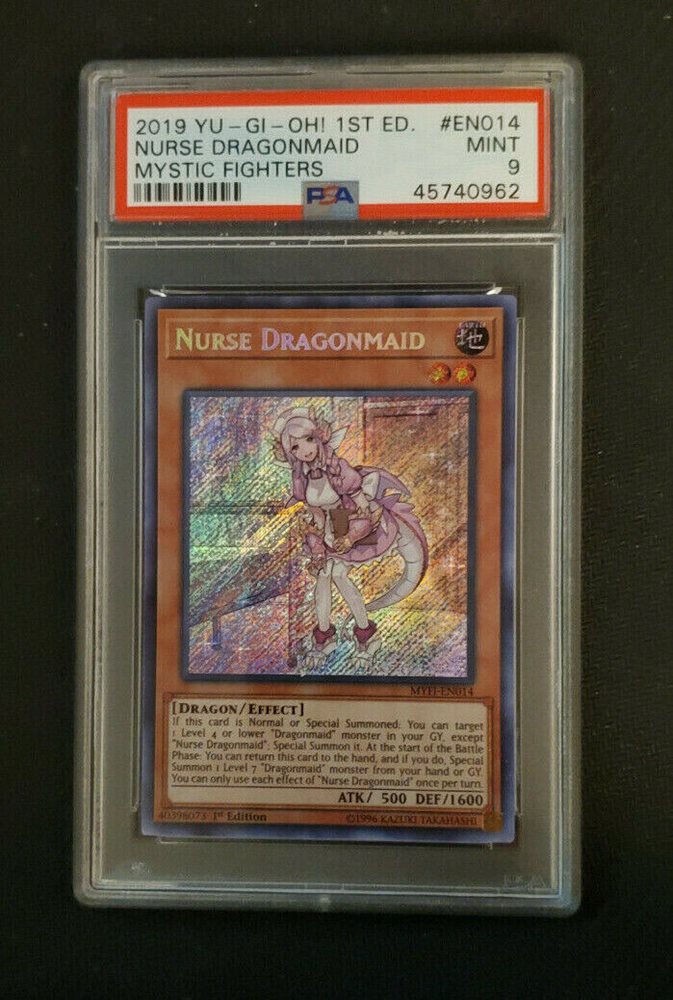 2019 YU-GI-OH! 1ST ED. #EN014
NURSE DRAGONMAID MINT
MYSTIC FIGHTERS 9
PSA 45740962
NURSE DRAGONMAID
EARTH
地
MYFI-EN014
[DRAGON/EFFECT]
If this card is Normal or Special Summoned: You can target
1 Level 4 or lower "Dragonmaid" monster in your GY, except
"Nurse Dragonmaid"; Special Summon it. At the start of the Battle
Phase: You can return this card to the hand, and if you do, Special
Summon 1 Level 7 "Dragonmaid" monster from your hand or GY.
You can only use each effect of "Nurse Dragonmaid" once per turn.
ATK/ 500 DEF/1600
40398073 1st Edition ©1996 KAZUKI TAKAHASHI